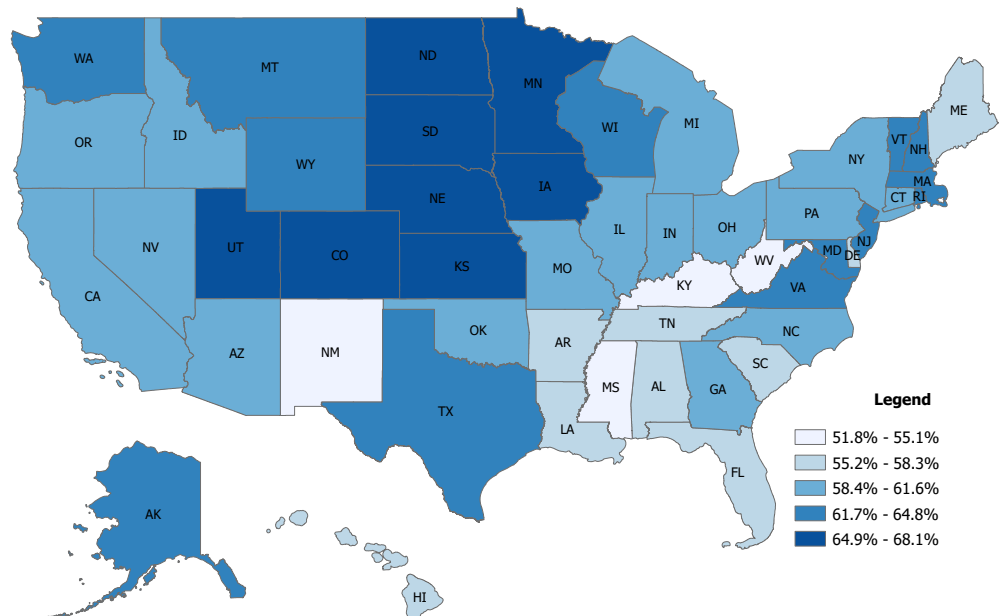 WA
MT
ND
MN
ME
SD
WI
MI
VT
NH
OR
ID
WY
NY
MA
CT
RI
IA
NE
PA
NV
UT
CO
KS
IL
IN
OH
NJ
MD
DE
WV
CA
MO
KY
VA
AZ
NM
OK
AR
TN
NC
SC
MS
AL
GA
TX
LA
FL
AK
HI
Legend
51.8% - 55.1%
55.2% - 58.3%
58.4% - 61.6%
61.7% - 64.8%
64.9% - 68.1%